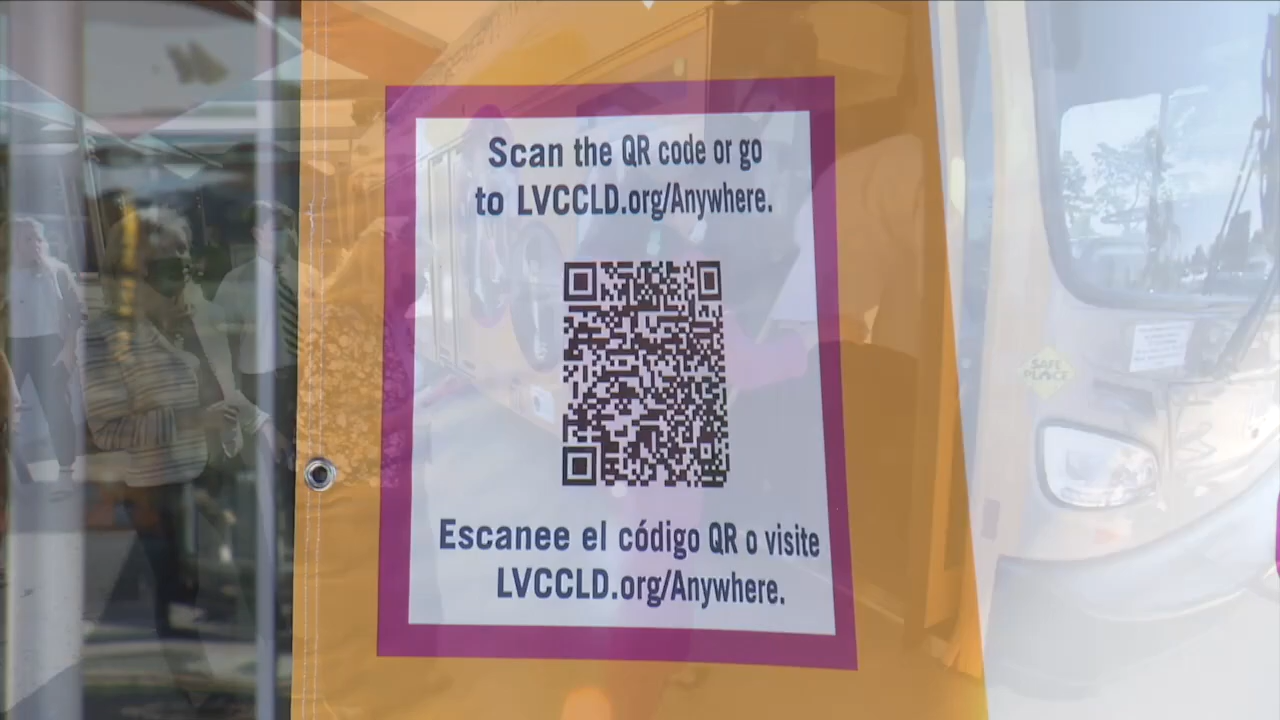 Scan the QR code or go
to LVCCLD.org/Anywhere.
Escanee el código QR o visite
LVCCLD.org/Anywhere.
SAFE
PLACE